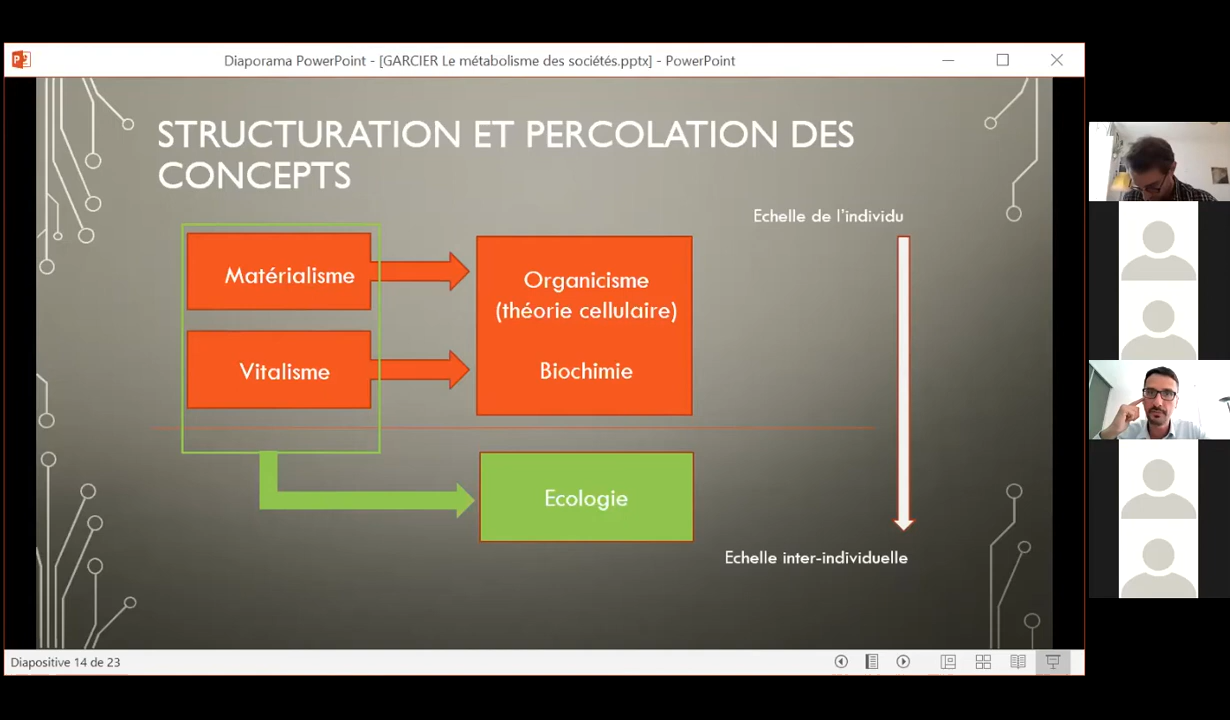 Diaporama PowerPoint - [GARCIER Le métabolisme des sociétés.pptx] - PowerPoint
STRUCTURATION ET PERCOLATION DES
CONCEPTS
Echelle de l'individu
Matérialisme
Organicisme
(théorie cellulaire)
Vitalisme
Biochimie
Ecologie
Echelle inter-individuelle
Diapositive 14 de 23